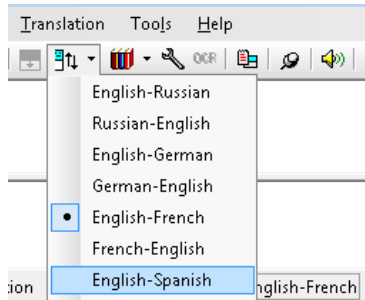 Translation Tools Help
OCR
English-Russian
Russian-English
English-German
German-English
English-French
French-English
English-Spanish
tion nglish-French